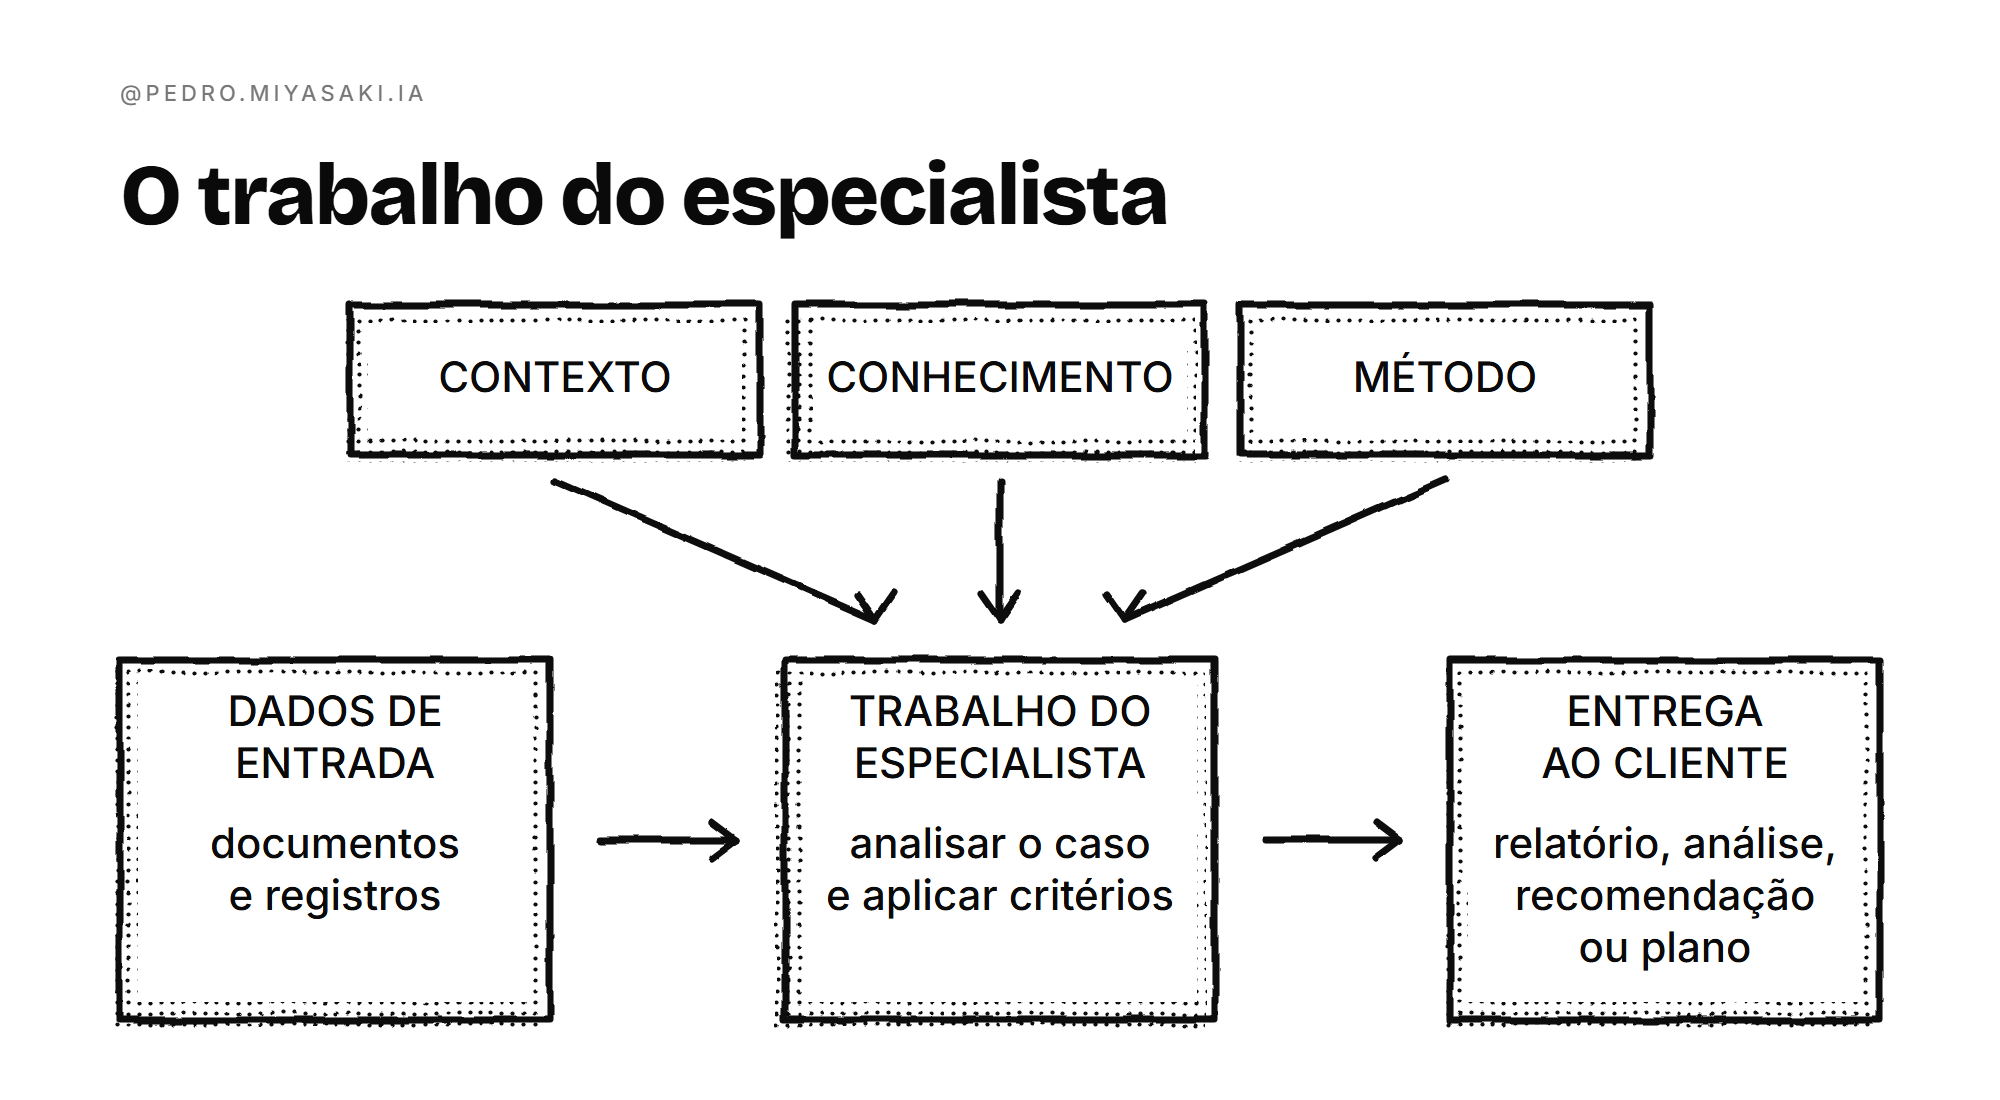 @PEDRO.MIYASAKI.IA
O trabalho do especialista
CONTEXTO
CONHECIMENTO
MÉTODO
DADOS DE
ENTRADA
documentos
e registros
TRABALHO DO
ESPECIALISTA
analisar o caso
e aplicar critérios
ENTREGA
AO CLIENTE
relatório, análise,
recomendação
ou plano